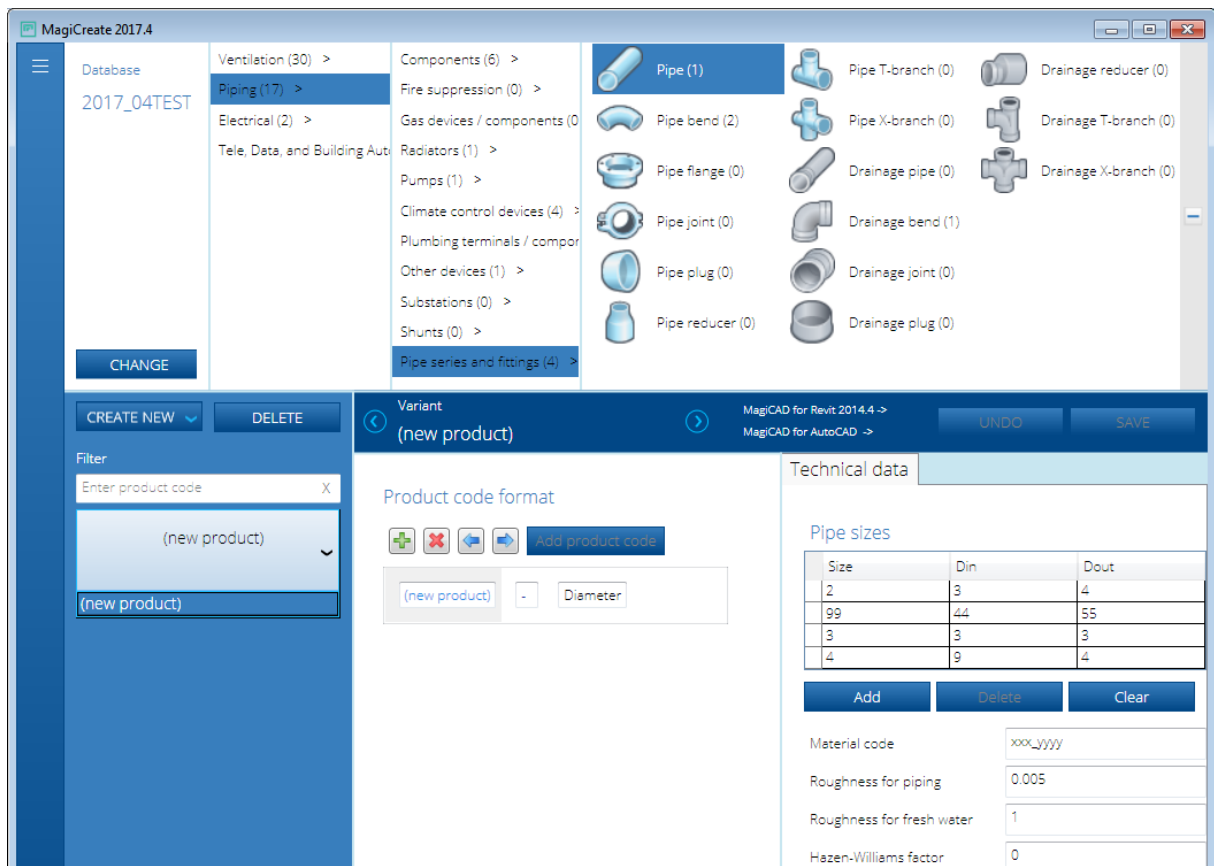 MagiCreate 2017.4
Database
2017_04TEST
CHANGE
Ventilation (30) >
Piping (17) >
Electrical (2) >
Tele, Data, and Building Aut
Components (6) >
Fire suppression (0) >
Gas devices / components (0
Radiators (1) >
Pumps (1) >
Climate control devices (4) >
Plumbing terminals / compor
Other devices (1) >
Substations (0) >
Shunts (0) >
Pipe series and fittings (4) >
Pipe (1)
Pipe bend (2)
Pipe flange (0)
Pipe joint (0)
Pipe plug (0)
Pipe reducer (0)
Pipe T-branch (0)
Pipe X-branch (0)
Drainage pipe (0)
Drainage bend (1)
Drainage joint (0)
Drainage plug (0)
Drainage reducer (0)
Drainage T-branch (0)
Drainage X-branch (0)
CREATE NEW
DELETE
Filter
Enter product code X
(new product)
(new product)
Variant
(new product)
MagiCAD for Revit 2014.4 ->
MagiCAD for AutoCAD ->
UNDO
SAVE
Product code format
Add product code
(new product) - Diameter
Technical data
Pipe sizes
Size Din Dout
2 3 4
99 44 55
3 3 3
4 9 4
Add Delete Clear
Material code xxx_yyyy
Roughness for piping 0.005
Roughness for fresh water 1
Hazen-Williams factor 0